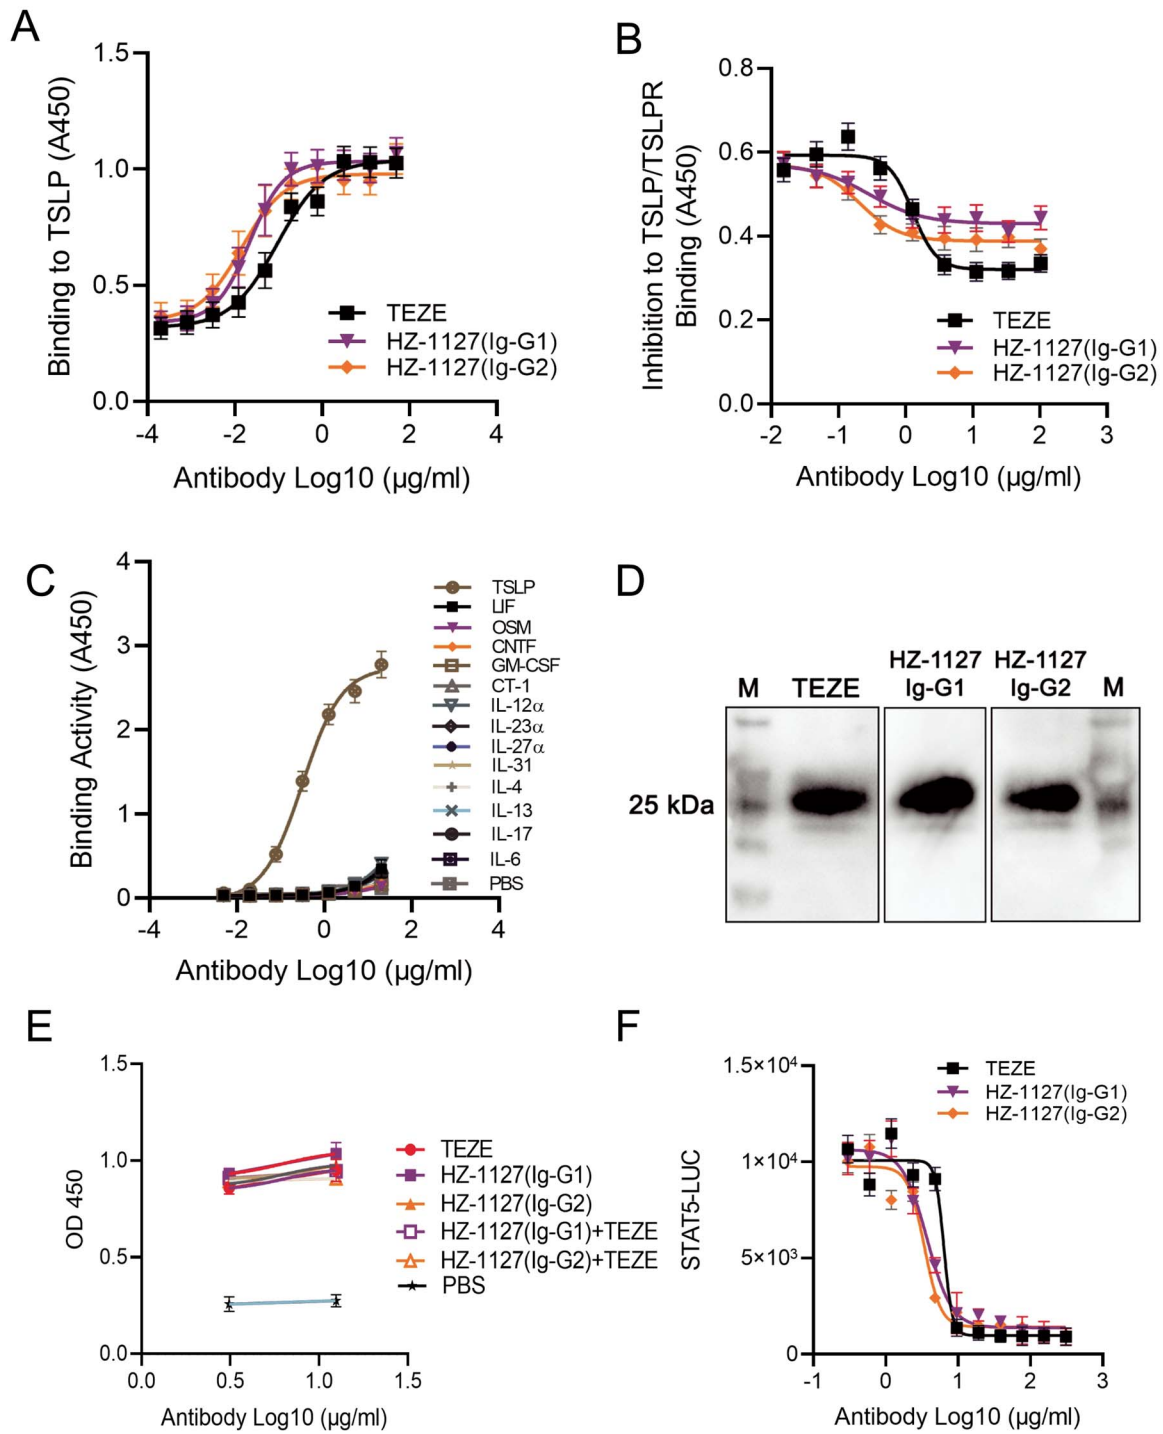 A
Binding to TSLP (A450)
1.5
1.0
0.5
0.0
-4
-2
0
2
4
Antibody Log10 (μg/ml)
TEZE
HZ-1127(Ig-G1)
HZ-1127(Ig-G2)
B
Inhibition to TSLP/TSLPR
Binding (A450)
0.8
0.6
0.4
0.2
0.0
-2
-1
0
1
2
3
Antibody Log10 (μg/ml)
TEZE
HZ-1127(Ig-G1)
HZ-1127(Ig-G2)
C
Binding Activity (A450)
4
3
2
1
0
-4
-2
0
2
4
Antibody Log10 (μg/ml)
TSLP
LIF
OSM
CNTF
GM-CSF
CT-1
IL-12α
IL-23α
IL-27α
IL-31
IL-4
IL-13
IL-17
IL-6
PBS
D
M
TEZE
HZ-1127
Ig-G1
HZ-1127
Ig-G2
M
25 kDa
E
OD 450
1.5
1.0
0.5
0.0
0.0
0.5
1.0
1.5
Antibody Log10 (μg/ml)
TEZE
HZ-1127(Ig-G1)
HZ-1127(Ig-G2)
HZ-1127(Ig-G1)+TEZE
HZ-1127(Ig-G2)+TEZE
PBS
F
STAT5-LUC
1.5×10⁴
1×10⁴
5×10³
0
-1
0
1
2
3
Antibody Log10 (μg/ml)
TEZE
HZ-1127(Ig-G1)
HZ-1127(Ig-G2)